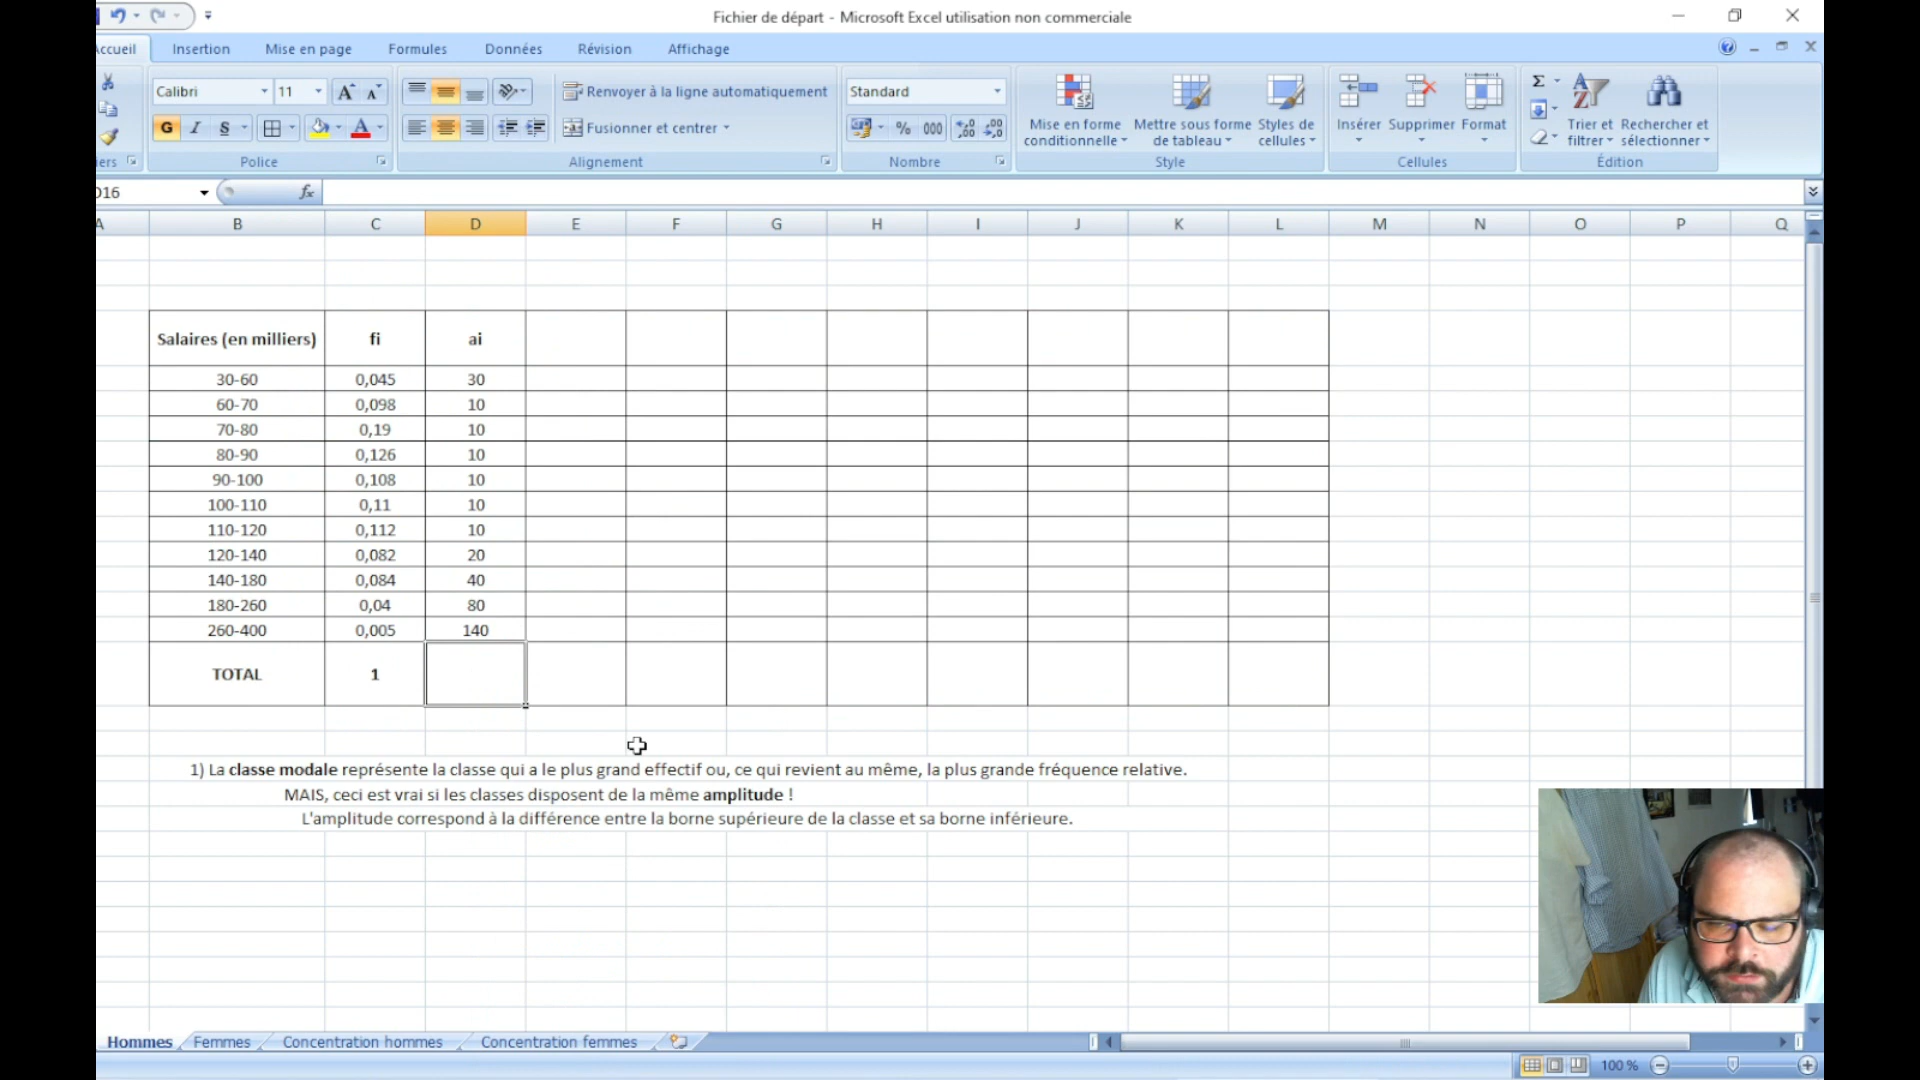 Fichier de départ - Microsoft Excel utilisation non commerciale
Accueil Insertion Mise en page Formules Données Révision Affichage
Calibri 11 Renvoyer à la ligne automatiquement Standard
G I S Fusionner et centrer % 000
Mise en forme conditionnelle Mettre sous forme de tableau Styles de cellules Insérer Supprimer Format Trier et filtrer Rechercher et sélectionner
Police Alignement Nombre Style Cellules Édition
D16 fx
A B C D E F G H I J K L M N O P Q
Salaires (en milliers) fi ai
30-60 0,045 30
60-70 0,098 10
70-80 0,19 10
80-90 0,126 10
90-100 0,108 10
100-110 0,11 10
110-120 0,112 10
120-140 0,082 20
140-180 0,084 40
180-260 0,04 80
260-400 0,005 140
TOTAL 1
1) La classe modale représente la classe qui a le plus grand effectif ou, ce qui revient au même, la plus grande fréquence relative.
MAIS, ceci est vrai si les classes disposent de la même amplitude !
L'amplitude correspond à la différence entre la borne supérieure de la classe et sa borne inférieure.
Hommes Femmes Concentration hommes Concentration femmes
100 %